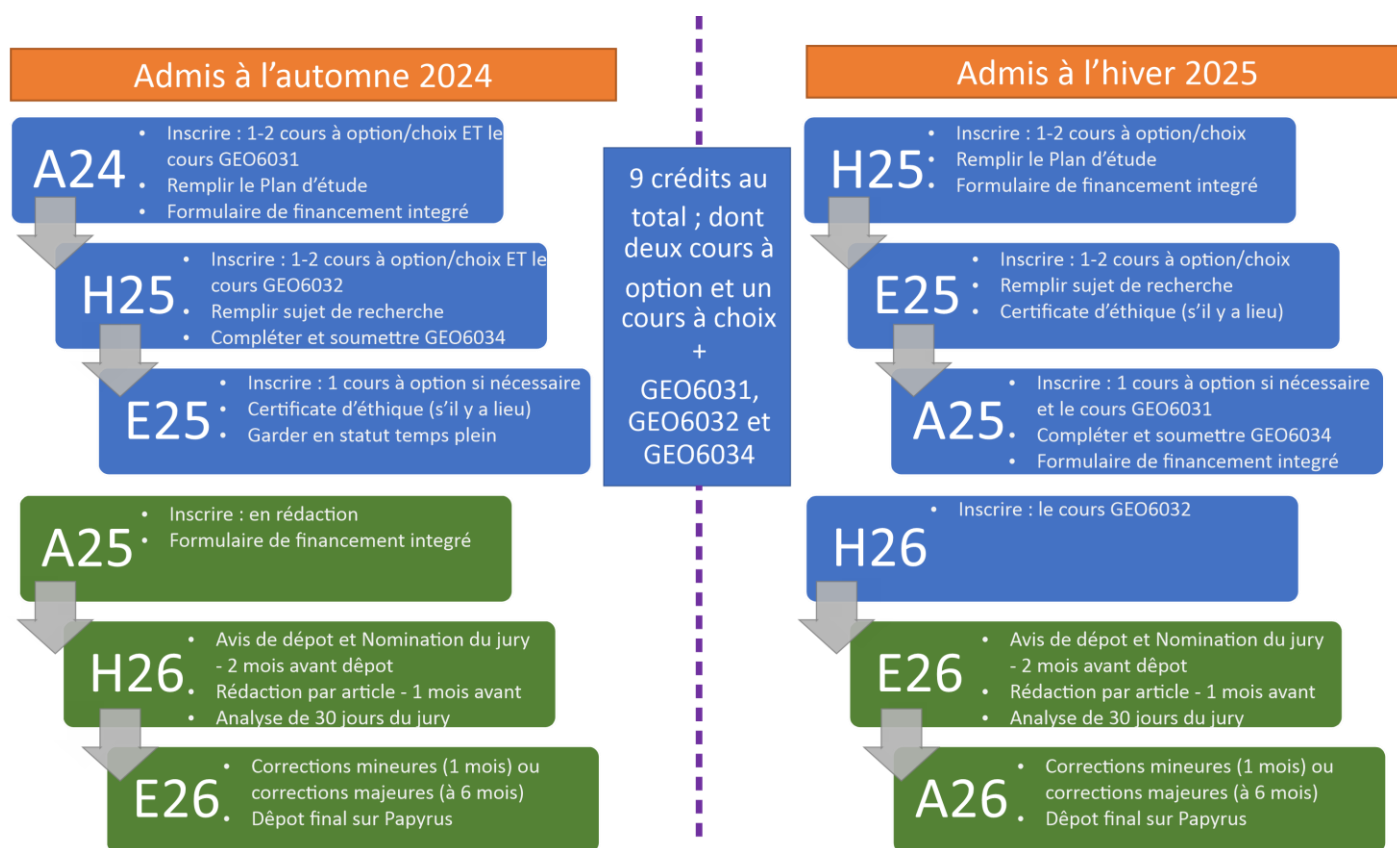 Admis à l'automne 2024
A24
• Inscrire : 1-2 cours à option/choix ET le
cours GEO6031
• Remplir le Plan d'étude
• Formulaire de financement integré
H25
• Inscrire : 1-2 cours à option/choix ET le
cours GEO6032
• Remplir sujet de recherche
• Compléter et soumettre GEO6034
E25
• Inscrire : 1 cours à option si nécessaire
• Certificate d'éthique (s'il y a lieu)
• Garder en statut temps plein
A25
• Inscrire : en rédaction
• Formulaire de financement integré
H26
• Avis de dépot et Nomination du jury
- 2 mois avant dêpot
• Rédaction par article - 1 mois avant
• Analyse de 30 jours du jury
E26
• Corrections mineures (1 mois) ou
corrections majeures (à 6 mois)
• Dêpot final sur Papyrus
9 crédits au
total ; dont
deux cours à
option et un
cours à choix
+
GEO6031,
GEO6032 et
GEO6034
Admis à l'hiver 2025
H25
• Inscrire : 1-2 cours à option/choix
• Remplir le Plan d'étude
• Formulaire de financement integré
E25
• Inscrire : 1-2 cours à option/choix
• Remplir sujet de recherche
• Certificate d'éthique (s'il y a lieu)
A25
• Inscrire : 1 cours à option si nécessaire
et le cours GEO6031
• Compléter et soumettre GEO6034
• Formulaire de financement integré
H26
• Inscrire : le cours GEO6032
E26
• Avis de dépot et Nomination du jury
- 2 mois avant dêpot
• Rédaction par article - 1 mois avant
• Analyse de 30 jours du jury
A26
• Corrections mineures (1 mois) ou
corrections majeures (à 6 mois)
• Dêpot final sur Papyrus